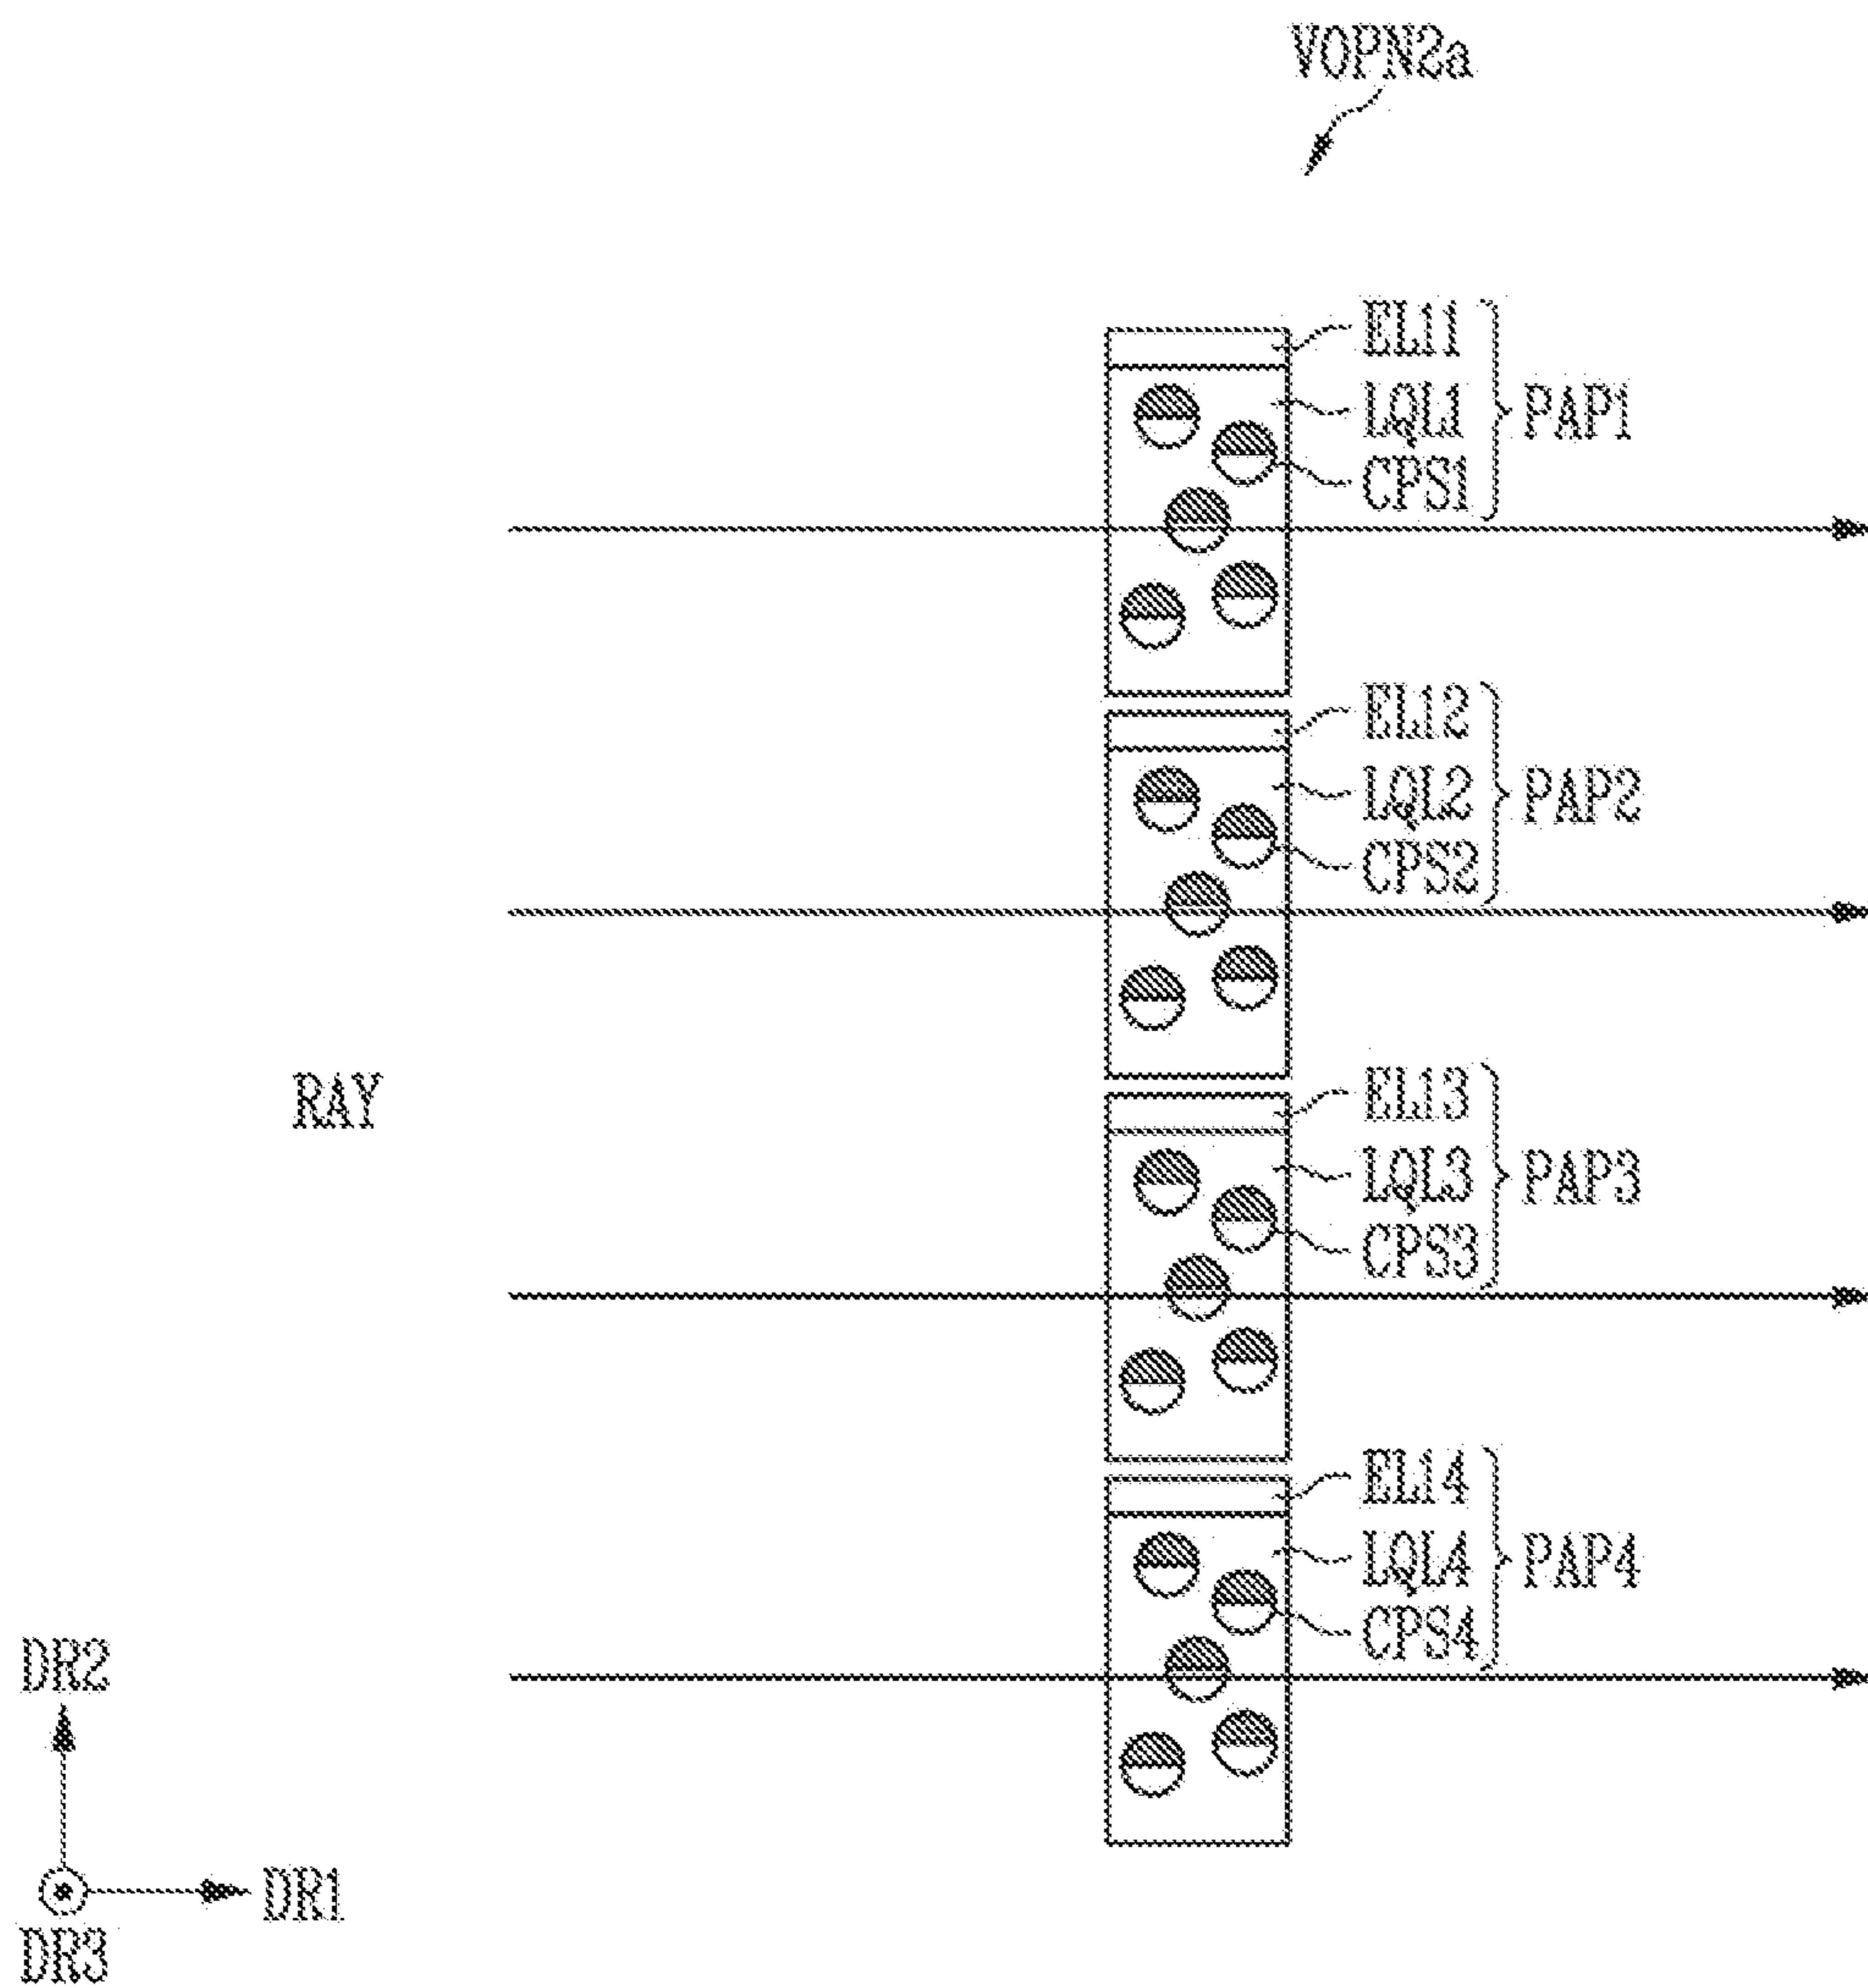 VOPN2a
EL11
LQL1
CPS1
PAP1
EL12
LQL2
CPS2
PAP2
RAY
EL13
LQL3
CPS3
PAP3
EL14
LQL4
CPS4
PAP4
DR2
DR1
DR3